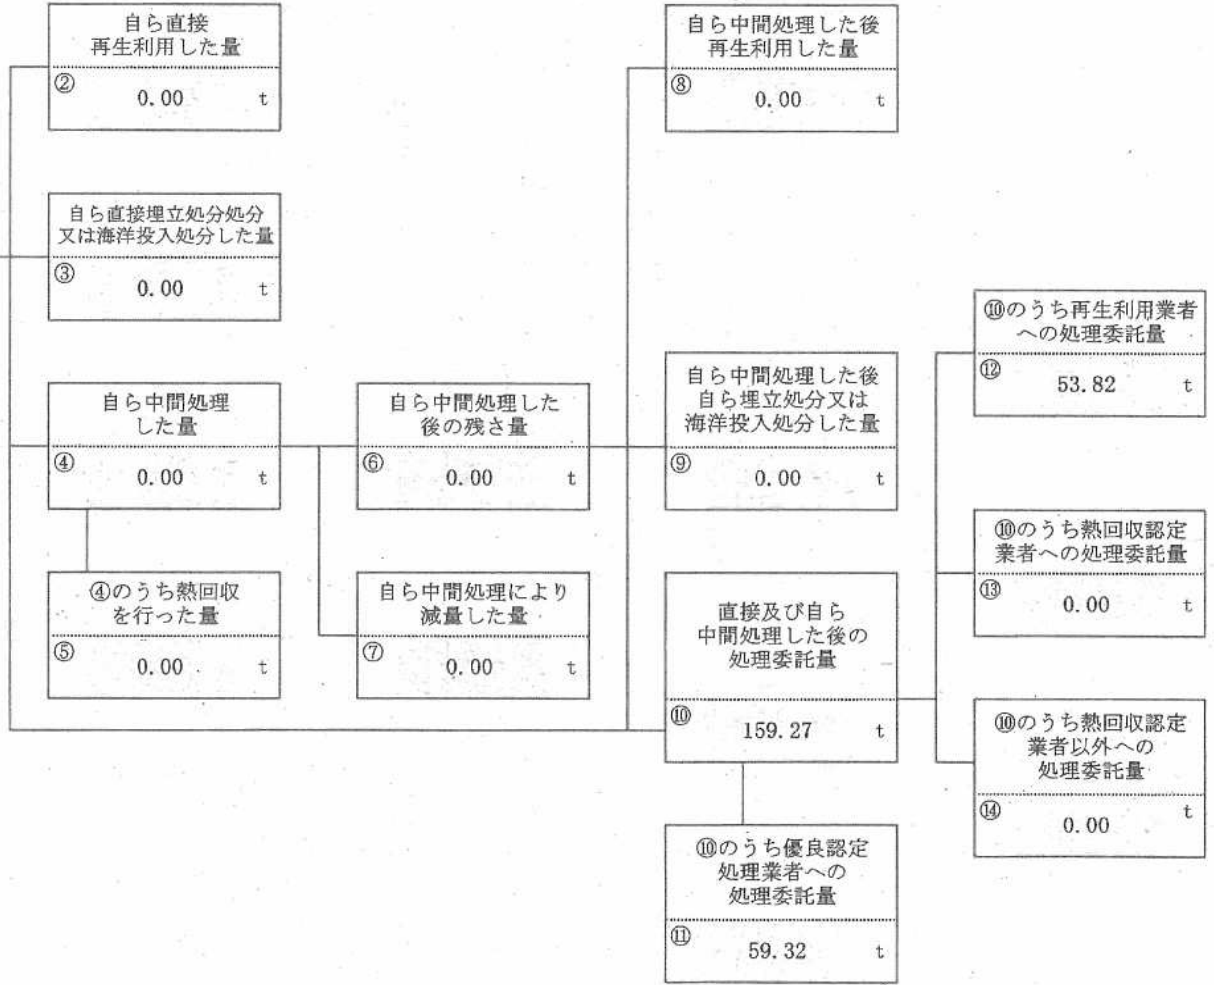 自ら直接
再生利用した量
②
0.00 t
自ら直接埋立処分処分
又は海洋投入処分した量
③
0.00 t
自ら中間処理
した量
④
0.00 t
④のうち熱回収
を行った量
⑤
0.00 t
自ら中間処理した
後の残さ量
⑥
0.00 t
自ら中間処理により
減量した量
⑦
0.00 t
自ら中間処理した後
再生利用した量
⑧
0.00 t
自ら中間処理した後
自ら埋立処分又は
海洋投入処分した量
⑨
0.00 t
直接及び自ら
中間処理した後の
処理委託量
⑩
159.27 t
⑩のうち優良認定
処理業者への
処理委託量
⑪
59.32 t
⑩のうち再生利用業者
への処理委託量
⑫
53.82 t
⑩のうち熱回収認定
業者への処理委託量
⑬
0.00 t
⑩のうち熱回収認定
業者以外への
処理委託量
⑭
0.00 t